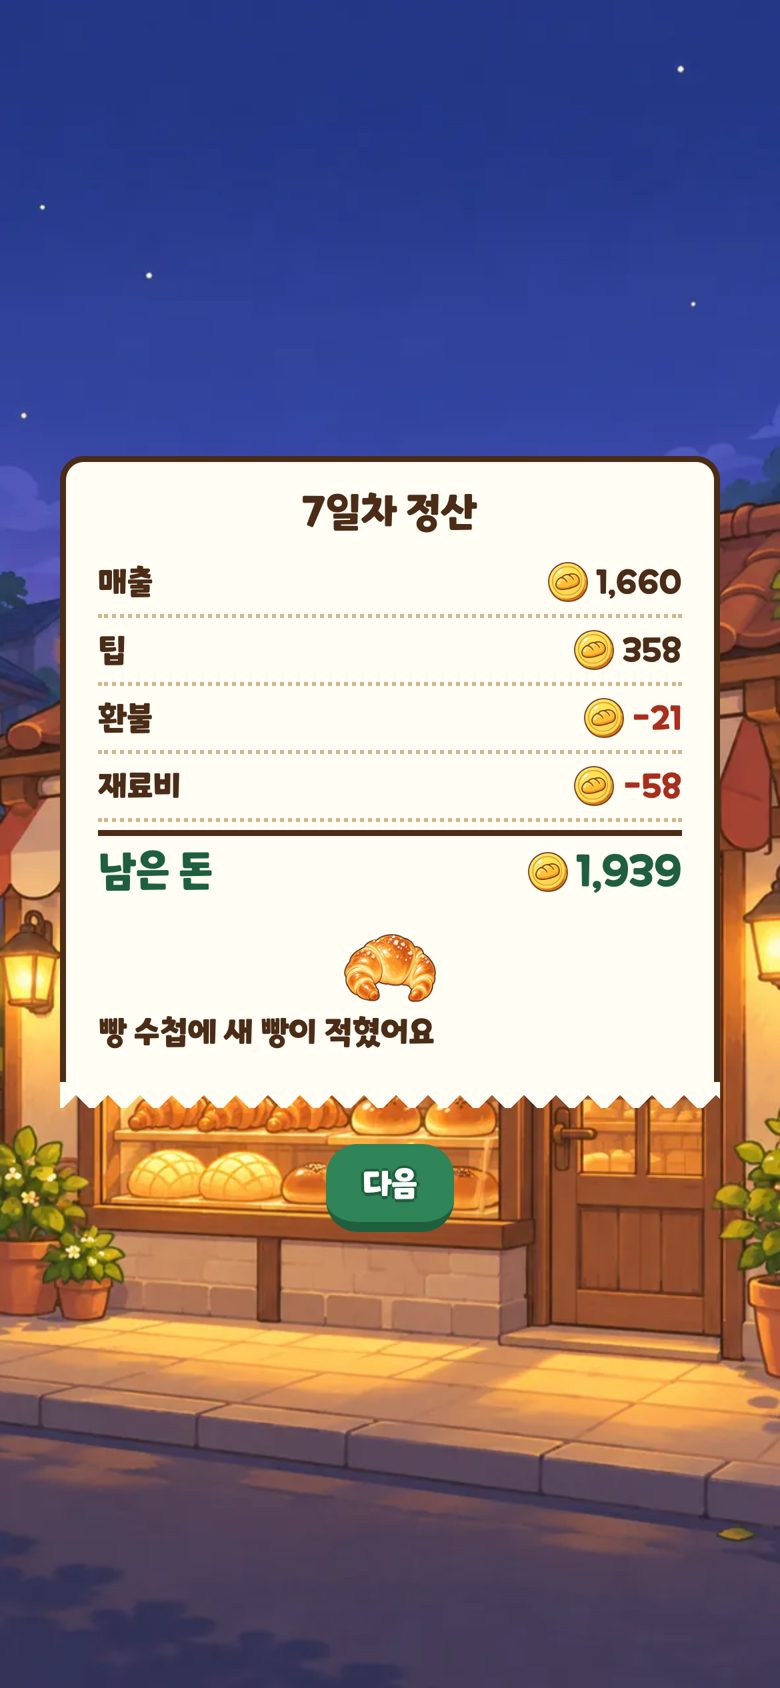 7일차 정산
매출 1,660
팁 358
환불 -21
재료비 -58
남은 돈 1,939
빵 수첩에 새 빵이 적혔어요
다음